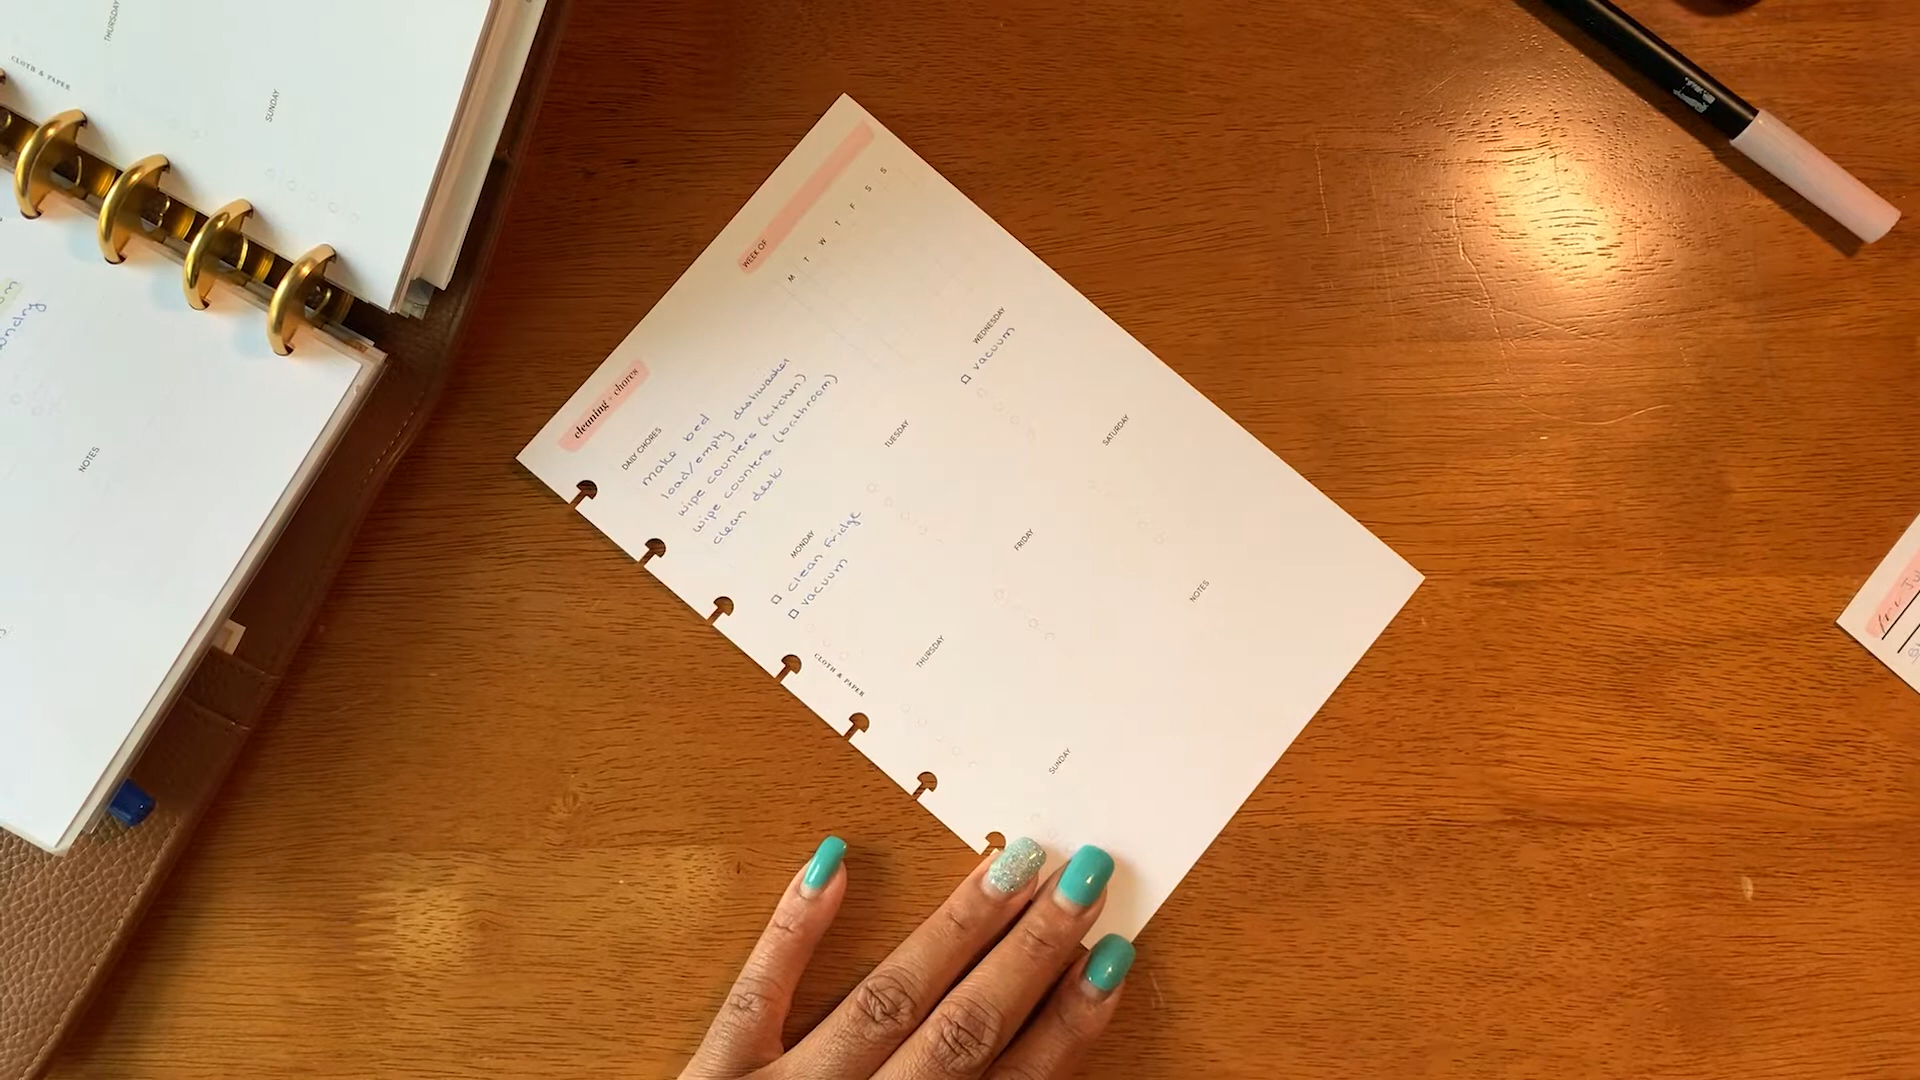 THURSDAY
CLOTH & PAPER
SUNDAY
NOTES
WEEK OF
M T W T F S S
cleaning + chores
DAILY CHORES
make bed
load/empty dishwasher
wipe counters (kitchen)
wipe counters (bathroom)
clean desk
MONDAY
clean fridge
vacuum
TUESDAY
WEDNESDAY
vacuum
THURSDAY
FRIDAY
SATURDAY
SUNDAY
NOTES
CLOTH & PAPER